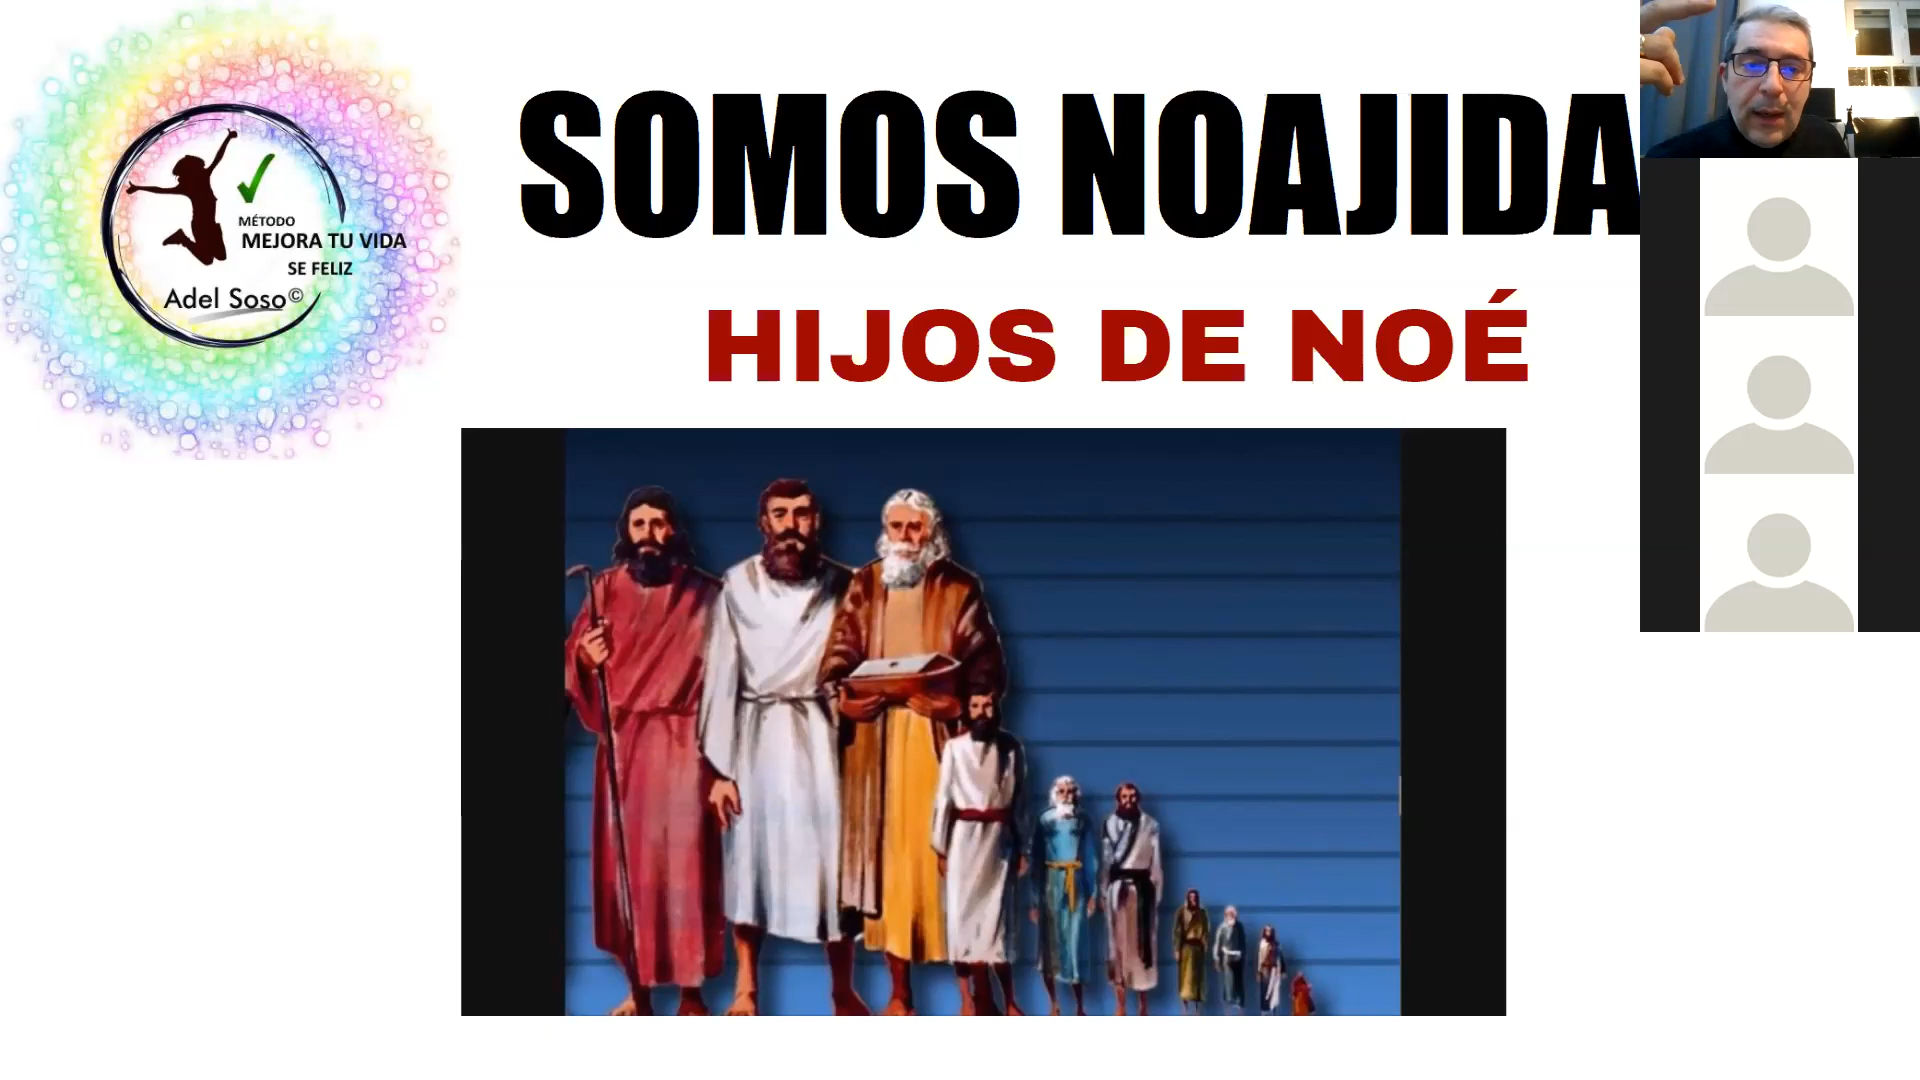 SOMOS NOAJIDA
HIJOS DE NOÉ
MÉTODO
MEJORA TU VIDA
SE FELIZ
Adel Soso©